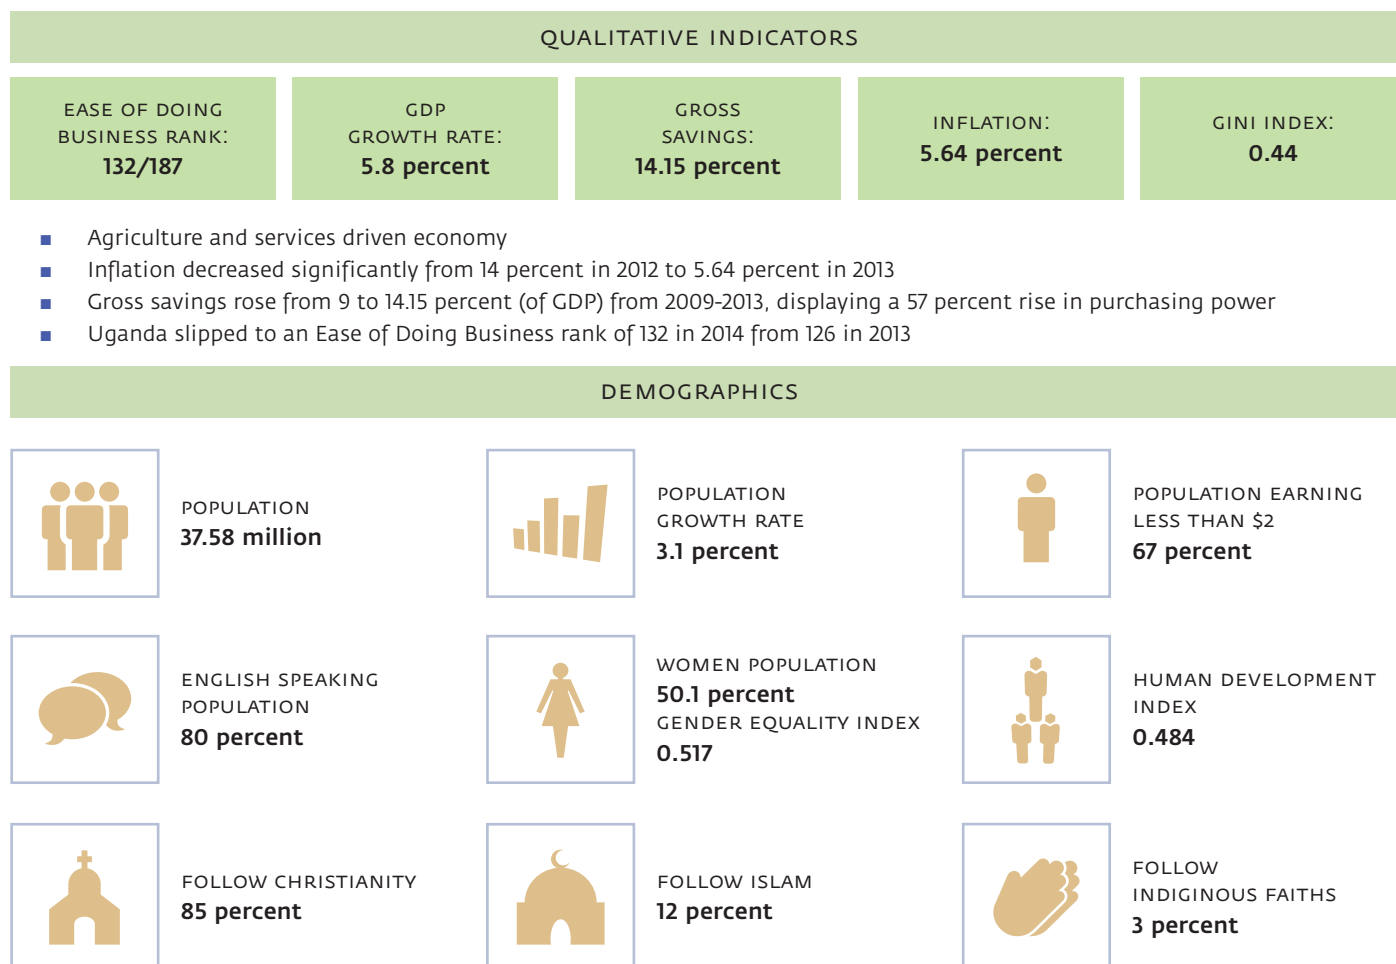 QUALITATIVE INDICATORS
EASE OF DOING
BUSINESS RANK:
132/187
GDP
GROWTH RATE:
5.8 percent
GROSS
SAVINGS:
14.15 percent
INFLATION:
5.64 percent
GINI INDEX:
0.44
■ Agriculture and services driven economy
■ Inflation decreased significantly from 14 percent in 2012 to 5.64 percent in 2013
■ Gross savings rose from 9 to 14.15 percent (of GDP) from 2009-2013, displaying a 57 percent rise in purchasing power
■ Uganda slipped to an Ease of Doing Business rank of 132 in 2014 from 126 in 2013
DEMOGRAPHICS
POPULATION
37.58 million
POPULATION
GROWTH RATE
3.1 percent
POPULATION EARNING
LESS THAN $2
67 percent
ENGLISH SPEAKING
POPULATION
80 percent
WOMEN POPULATION
50.1 percent
GENDER EQUALITY INDEX
0.517
HUMAN DEVELOPMENT
INDEX
0.484
FOLLOW CHRISTIANITY
85 percent
FOLLOW ISLAM
12 percent
FOLLOW
INDIGINOUS FAITHS
3 percent